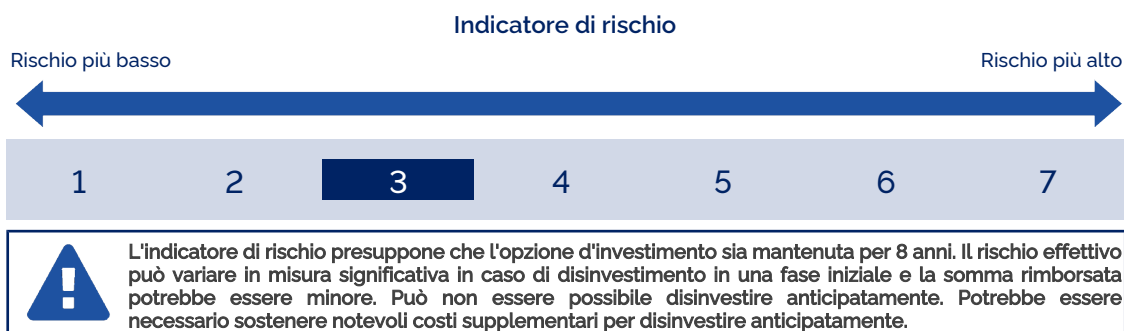 Indicatore di rischio
Rischio più basso Rischio più alto
1 2 3 4 5 6 7
L'indicatore di rischio presuppone che l'opzione d'investimento sia mantenuta per 8 anni. Il rischio effettivo
può variare in misura significativa in caso di disinvestimento in una fase iniziale e la somma rimborsata
potrebbe essere minore. Può non essere possibile disinvestire anticipatamente. Potrebbe essere
necessario sostenere notevoli costi supplementari per disinvestire anticipatamente.